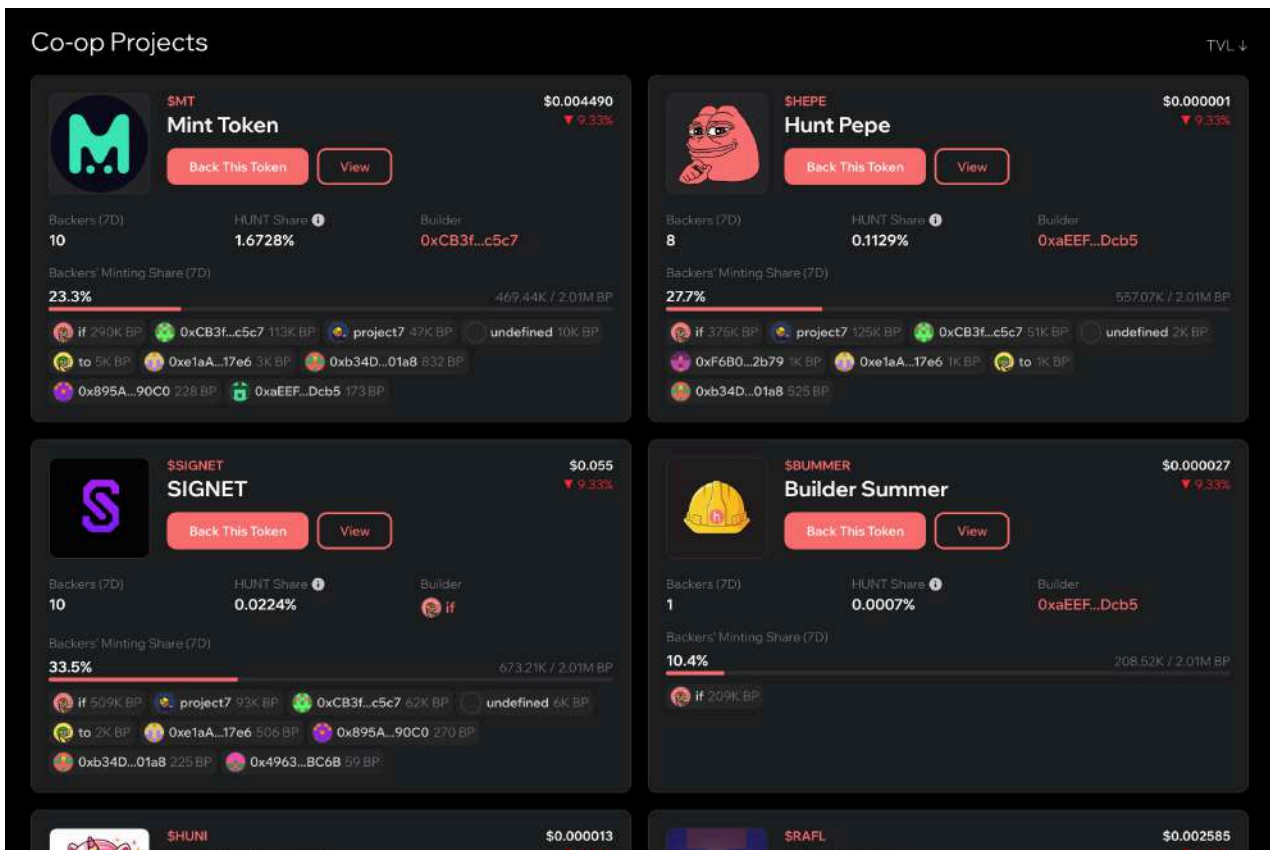 Co-op Projects
TVL ↓
$MT
$0.004490
Mint Token
▼ 9.33%
Back This Token
View
Backers (7D)
HUNT Share
Builder
10
1.6728%
0xCB3f...c5c7
Backers' Minting Share (7D)
23.3%
469.44K / 2.01M BP
if 290K BP 0xCB3f...c5c7 113K BP project7 47K BP undefined 10K BP
to 5K BP 0xe1aA...17e6 3K BP 0xb34D...01a8 832 BP
0x895A...90C0 228 BP 0xaEEF...Dcb5 173 BP
$HEPE
$0.000001
Hunt Pepe
▼ 9.33%
Back This Token
View
Backers (7D)
HUNT Share
Builder
8
0.1129%
0xaEEF...Dcb5
Backers' Minting Share (7D)
27.7%
557.07K / 2.01M BP
if 375K BP project7 125K BP 0xCB3f...c5c7 51K BP undefined 2K BP
0xF6B0...2b79 1K BP 0xe1aA...17e6 1K BP to 1K BP
0xb34D...01a8 525 BP
$SIGNET
$0.055
SIGNET
▼ 9.33%
Back This Token
View
Backers (7D)
HUNT Share
Builder
10
0.0224%
if
Backers' Minting Share (7D)
33.5%
673.21K / 2.01M BP
if 509K BP project7 93K BP 0xCB3f...c5c7 62K BP undefined 6K BP
to 2K BP 0xe1aA...17e6 506 BP 0x895A...90C0 270 BP
0xb34D...01a8 225 BP 0x4963...BC6B 59 BP
$BUMMER
$0.000027
Builder Summer
▼ 9.33%
Back This Token
View
Backers (7D)
HUNT Share
Builder
1
0.0007%
0xaEEF...Dcb5
Backers' Minting Share (7D)
10.4%
208.52K / 2.01M BP
if 209K BP
$HUNI
$0.000013
$RAFL
$0.002585